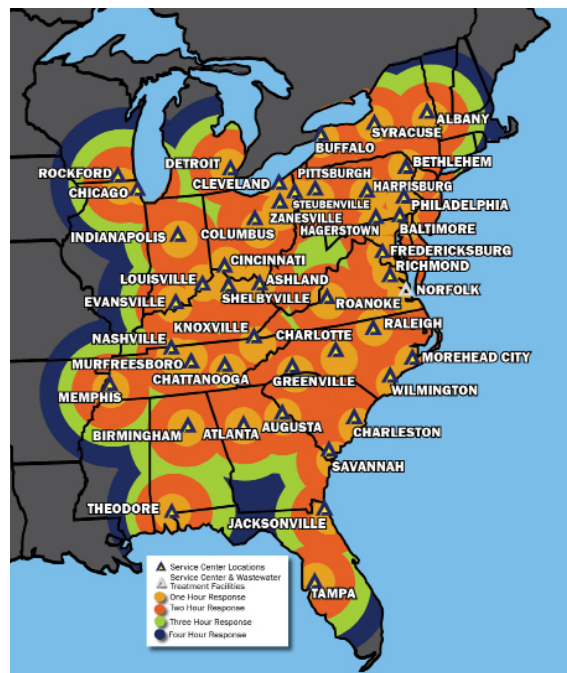 ALBANY
SYRACUSE
BUFFALO
DETROIT
PITTSBURGH
BETHLEHEM
ROCKFORD
CLEVELAND
CHICAGO
HARRISBURG
STEUBENVILLE
PHILADELPHIA
ZANESVILLE
COLUMBUS
HAGERSTOWN
BALTIMORE
INDIANAPOLIS
FREDERICKSBURG
CINCINNATI
RICHMOND
LOUISVILLE
ASHLAND
NORFOLK
EVANSVILLE
SHELBYVILLE
ROANOKE
KNOXVILLE
RALEIGH
NASHVILLE
CHARLOTTE
MURFREESBORO
MOREHEAD CITY
CHATTANOOGA
GREENVILLE
MEMPHIS
WILMINGTON
AUGUSTA
BIRMINGHAM
ATLANTA
CHARLESTON
SAVANNAH
THEODORE
JACKSONVILLE
TAMPA
Service Center Locations
Service Center & Wastewater
Treatment Facilities
One Hour Response
Two Hour Response
Three Hour Response
Four Hour Response